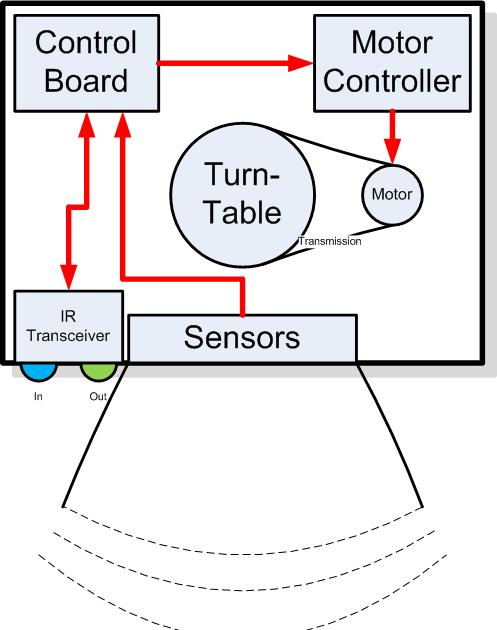 Control
Board
Motor
Controller
Turn-
Table
Motor
Transmission
IR
Transceiver
Sensors
In
Out